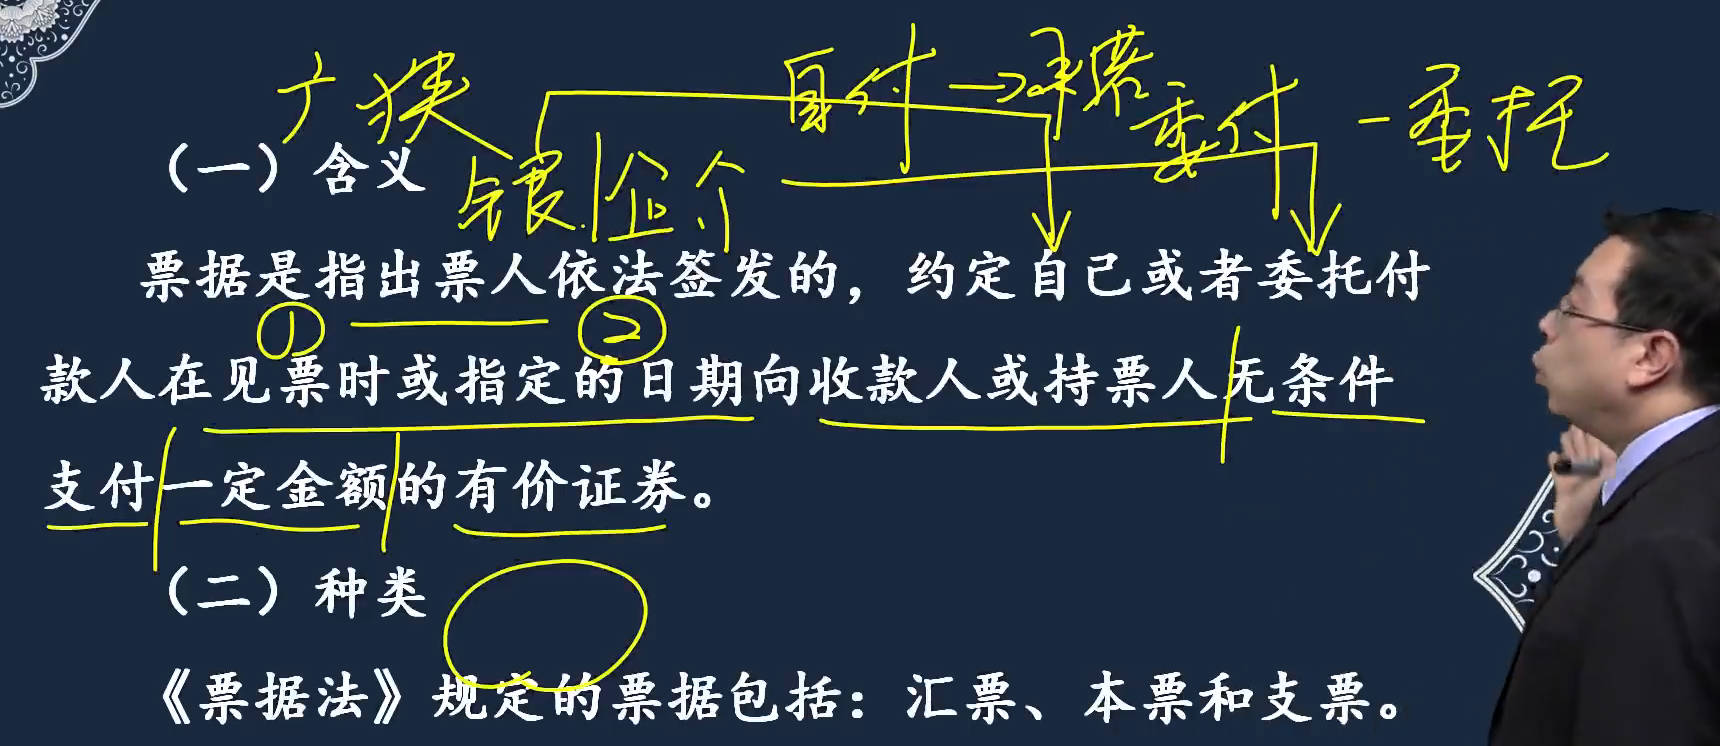 广 狭 自付→承诺
委付 － 委托
（一）含义
银|企 个
票据是指出票人依法签发的，约定自己或者委托付
① ②
款人在见票时或指定的日期向收款人或持票人无条件
支付一定金额的有价证券。
（二）种类
《票据法》规定的票据包括：汇票、本票和支票。